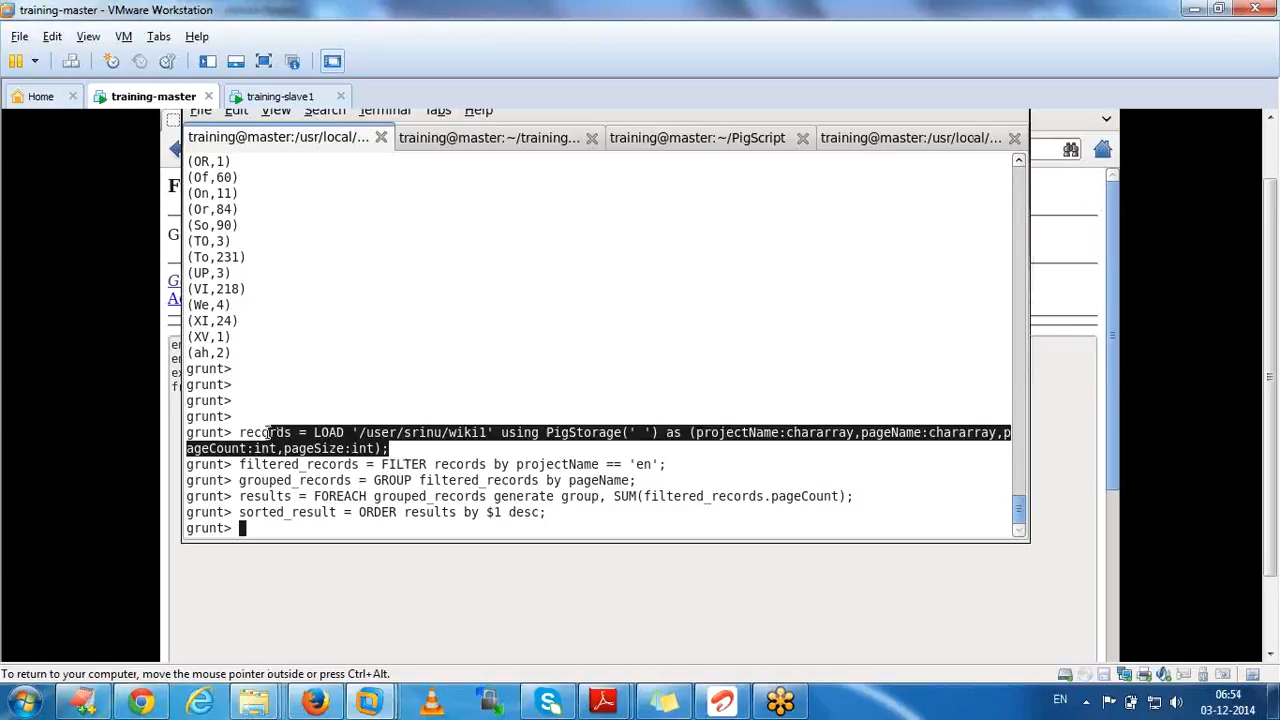 training-master - VMware Workstation
File Edit View VM Tabs Help
Home training-master training-slave1
File Edit View Search Terminal Tabs Help
training@master:/usr/local/... training@master:~/training... training@master:~/PigScript training@master:/usr/local/...
(OR,1)
(Of,60)
(On,11)
(Or,84)
(So,90)
(TO,3)
(To,231)
(UP,3)
(VI,218)
(We,4)
(XI,24)
(XV,1)
(ah,2)
grunt>
grunt>
grunt>
grunt>
grunt> records = LOAD '/user/srinu/wiki1' using PigStorage(' ') as (projectName:chararray,pageName:chararray,p
ageCount:int,pageSize:int);
grunt> filtered_records = FILTER records by projectName == 'en';
grunt> grouped_records = GROUP filtered_records by pageName;
grunt> results = FOREACH grouped_records generate group, SUM(filtered_records.pageCount);
grunt> sorted_result = ORDER results by $1 desc;
grunt>
To return to your computer, move the mouse pointer outside or press Ctrl+Alt.
EN
06:54
03-12-2014